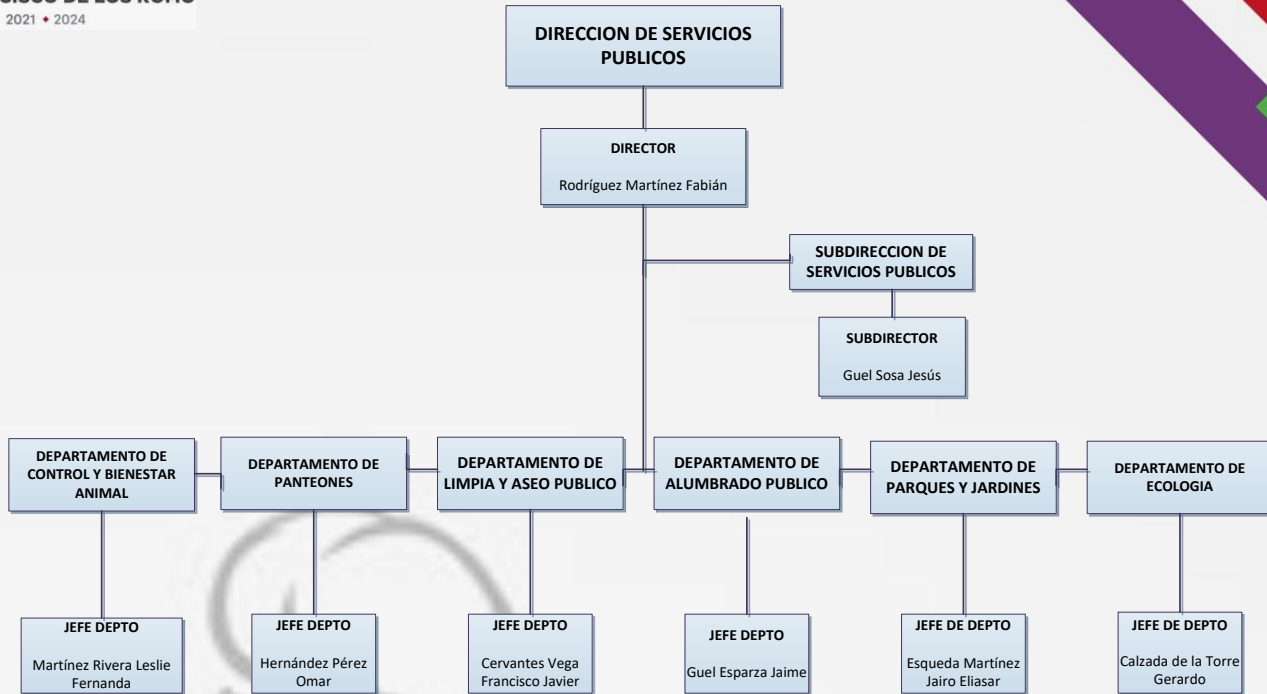 2021 ♦ 2024
DIRECCION DE SERVICIOS
PUBLICOS
DIRECTOR
Rodríguez Martínez Fabián
SUBDIRECCION DE
SERVICIOS PUBLICOS
SUBDIRECTOR
Guel Sosa Jesús
DEPARTAMENTO DE
CONTROL Y BIENESTAR
ANIMAL
DEPARTAMENTO DE
PANTEONES
DEPARTAMENTO DE
LIMPIA Y ASEO PUBLICO
DEPARTAMENTO DE
ALUMBRADO PUBLICO
DEPARTAMENTO DE
PARQUES Y JARDINES
DEPARTAMENTO DE
ECOLOGIA
JEFE DEPTO
Martínez Rivera Leslie
Fernanda
JEFE DEPTO
Hernández Pérez
Omar
JEFE DEPTO
Cervantes Vega
Francisco Javier
JEFE DEPTO
Guel Esparza Jaime
JEFE DE DEPTO
Esqueda Martínez
Jairo Eliasar
JEFE DE DEPTO
Calzada de la Torre
Gerardo